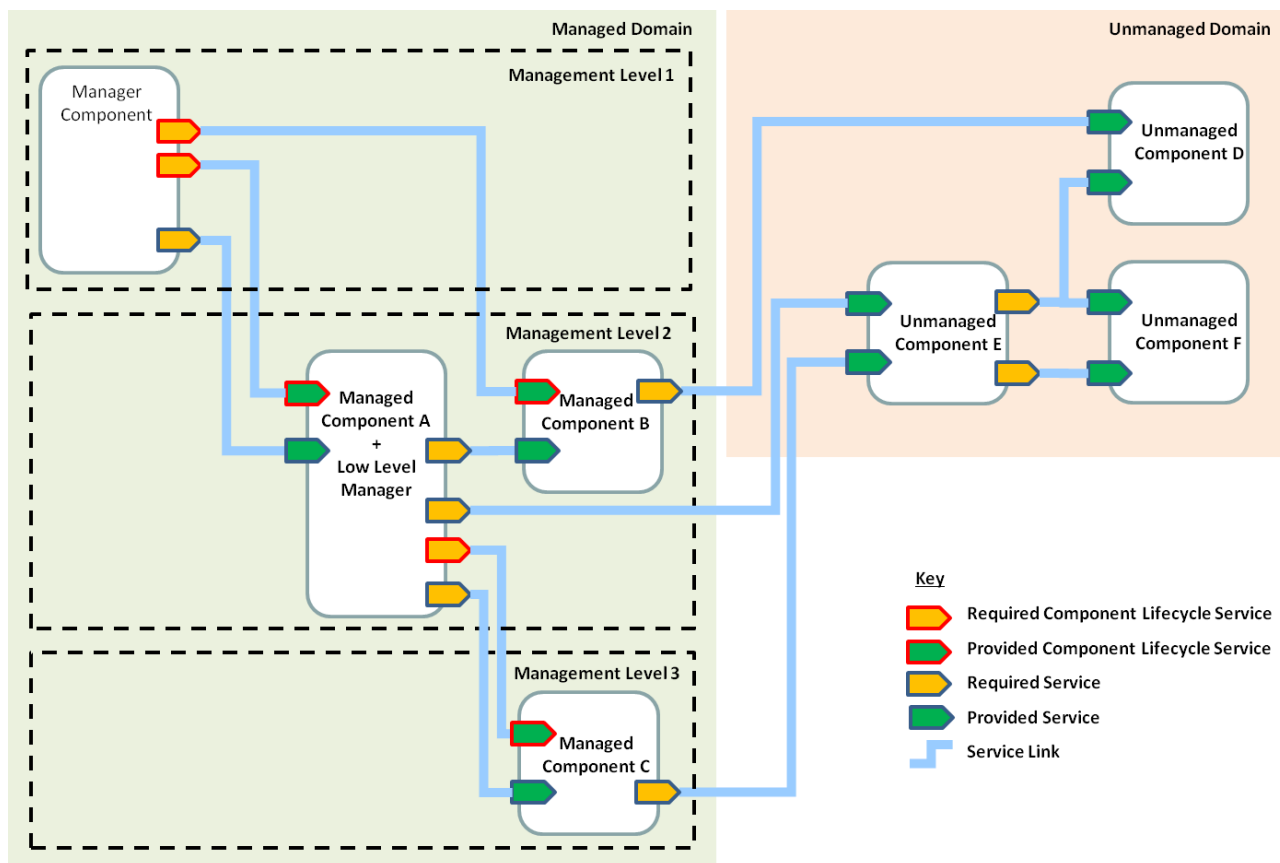 Managed Domain
Unmanaged Domain
Management Level 1
Manager
Component
Unmanaged
Component D
Management Level 2
Unmanaged
Component E
Unmanaged
Component F
Managed
Component A
+
Low Level
Manager
Managed
Component B
Management Level 3
Managed
Component C
Key
Required Component Lifecycle Service
Provided Component Lifecycle Service
Required Service
Provided Service
Service Link